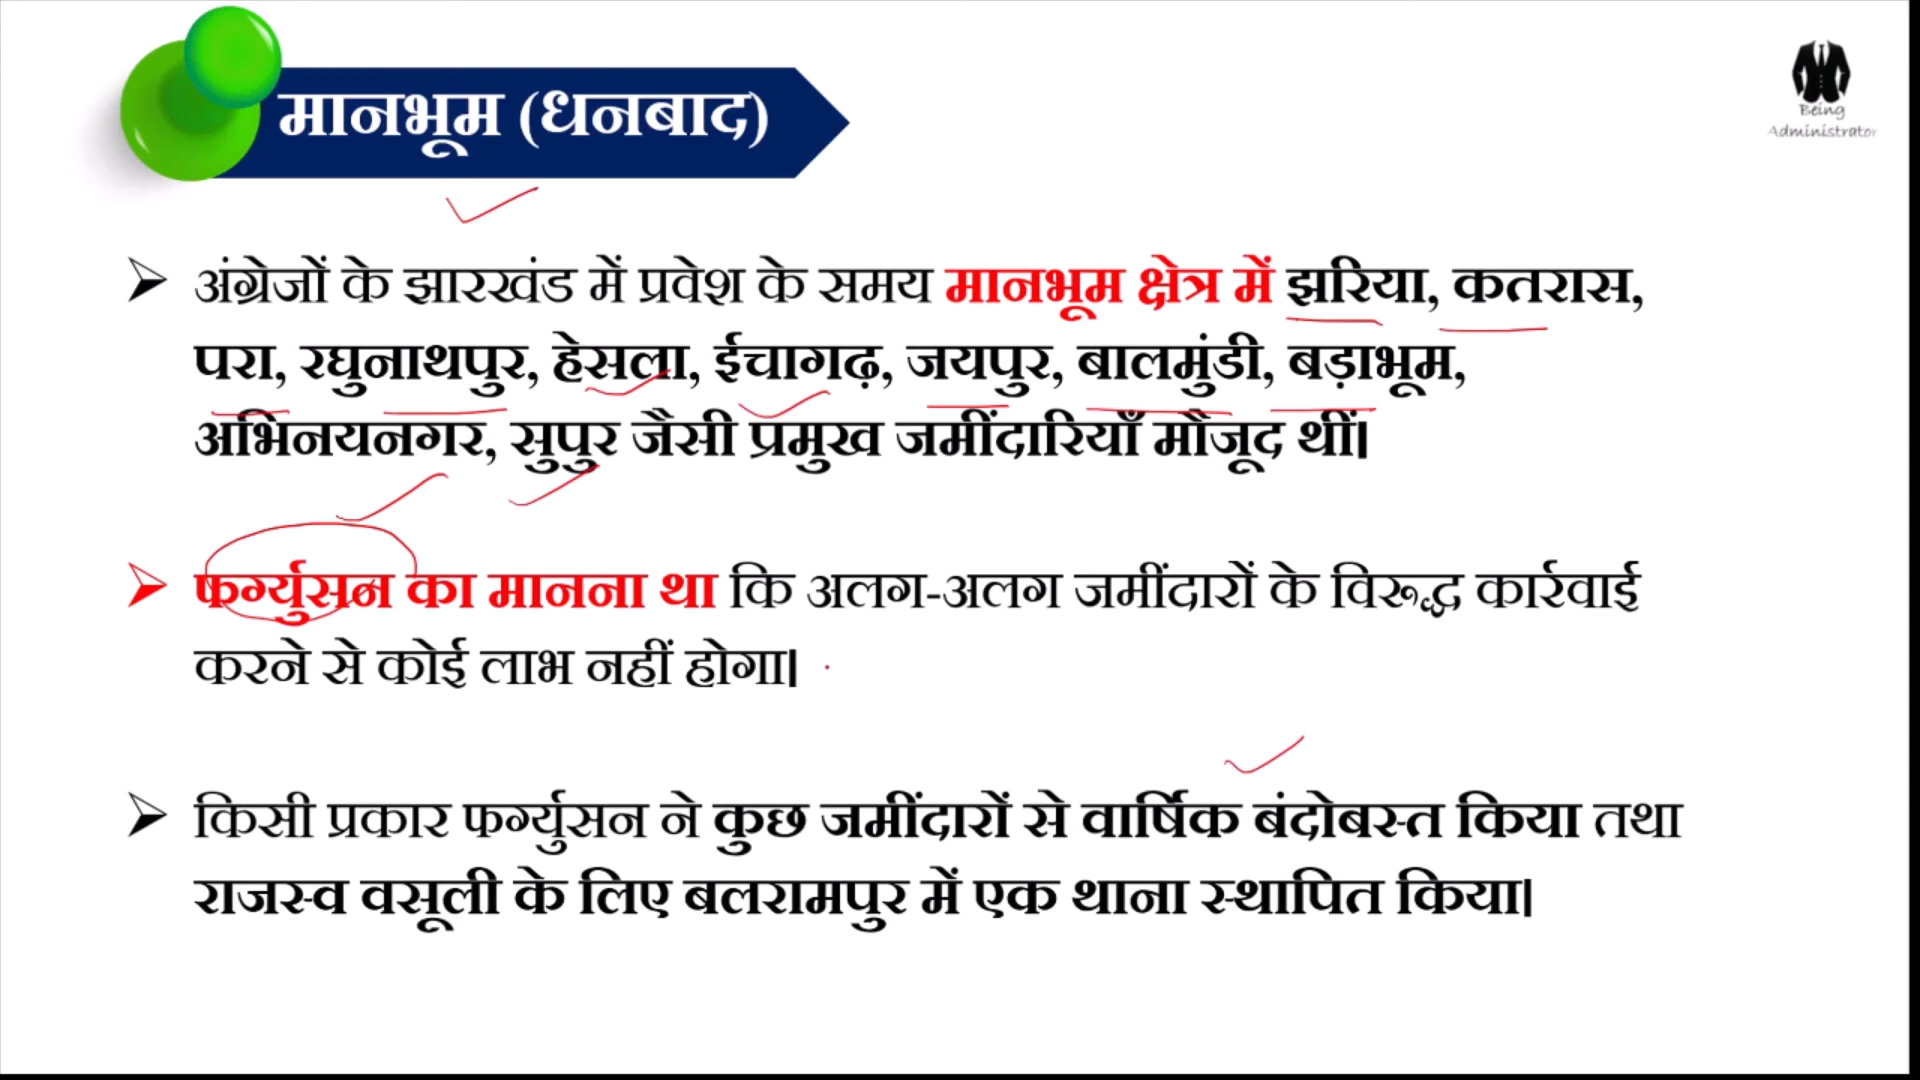 मानभूम (धनबाद)
Being
Administrator
➢ अंग्रेजों के झारखंड में प्रवेश के समय मानभूम क्षेत्र में झरिया, कतरास,
परा, रघुनाथपुर, हेसला, ईचागढ़, जयपुर, बालमुंडी, बड़ाभूम,
अभिनयनगर, सुपुर जैसी प्रमुख जमींदारियाँ मौजूद थीं।
➢ फर्ग्युसन का मानना था कि अलग-अलग जमींदारों के विरूद्ध कार्रवाई
करने से कोई लाभ नहीं होगा।
➢ किसी प्रकार फर्ग्युसन ने कुछ जमींदारों से वार्षिक बंदोबस्त किया तथा
राजस्व वसूली के लिए बलरामपुर में एक थाना स्थापित किया।